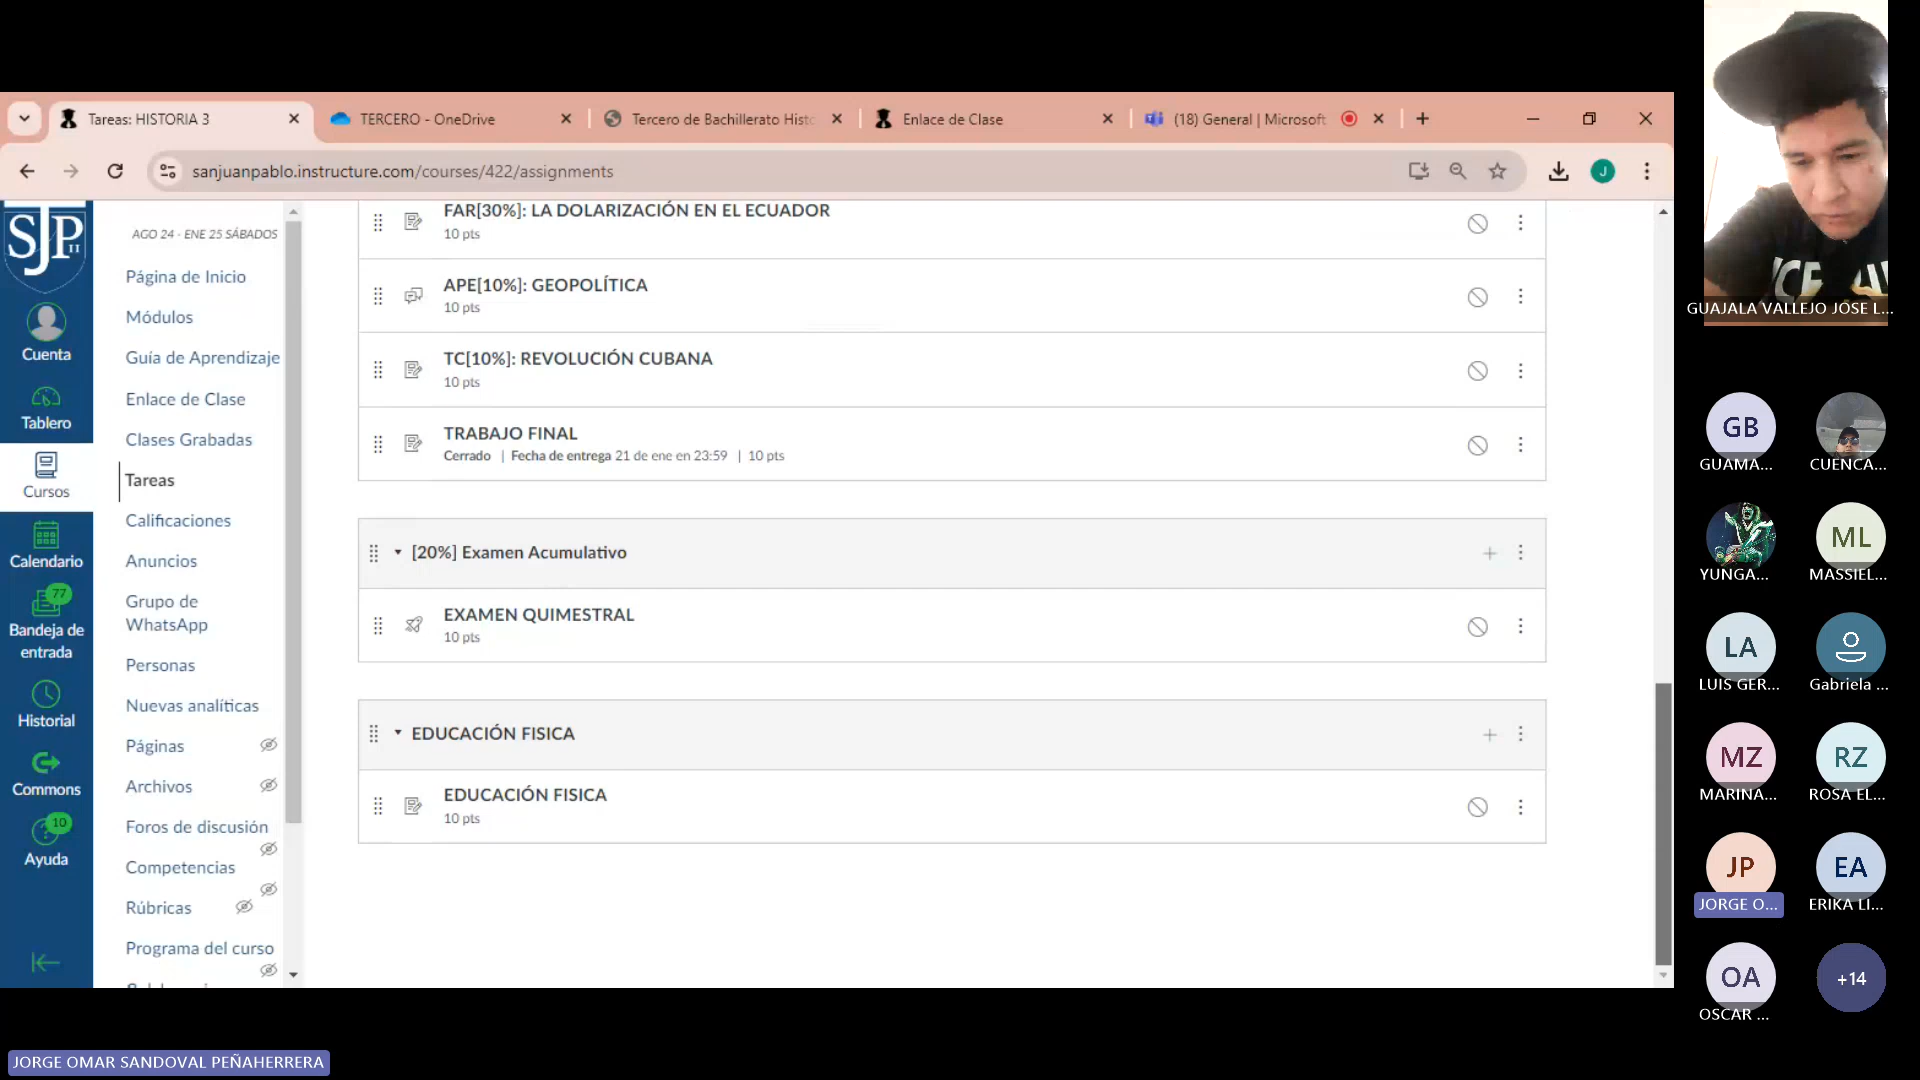 Tareas: HISTORIA 3
TERCERO - OneDrive
Tercero de Bachillerato Histo
Enlace de Clase
(18) General | Microsoft
sanjuanpablo.instructure.com/courses/422/assignments
J
SJP
II
Cuenta
Tablero
Cursos
Calendario
77
Bandeja de
entrada
Historial
Commons
10
Ayuda
AGO 24 - ENE 25 SÁBADOS
Página de Inicio
Módulos
Guía de Aprendizaje
Enlace de Clase
Clases Grabadas
Tareas
Calificaciones
Anuncios
Grupo de
WhatsApp
Personas
Nuevas analíticas
Páginas
Archivos
Foros de discusión
Competencias
Rúbricas
Programa del curso
FAR[30%]: LA DOLARIZACIÓN EN EL ECUADOR
10 pts
APE[10%]: GEOPOLÍTICA
10 pts
TC[10%]: REVOLUCIÓN CUBANA
10 pts
TRABAJO FINAL
Cerrado | Fecha de entrega 21 de ene en 23:59 | 10 pts
[20%] Examen Acumulativo
EXAMEN QUIMESTRAL
10 pts
EDUCACIÓN FISICA
EDUCACIÓN FISICA
10 pts
GUAJALA VALLEJO JOSE L...
GB
GUAMA...
CUENCA...
YUNGA...
ML
MASSIEL...
LA
LUIS GER...
Gabriela ...
MZ
MARINA...
RZ
ROSA EL...
JP
JORGE O...
EA
ERIKA LI...
OA
OSCAR ...
+14
JORGE OMAR SANDOVAL PEÑAHERRERA